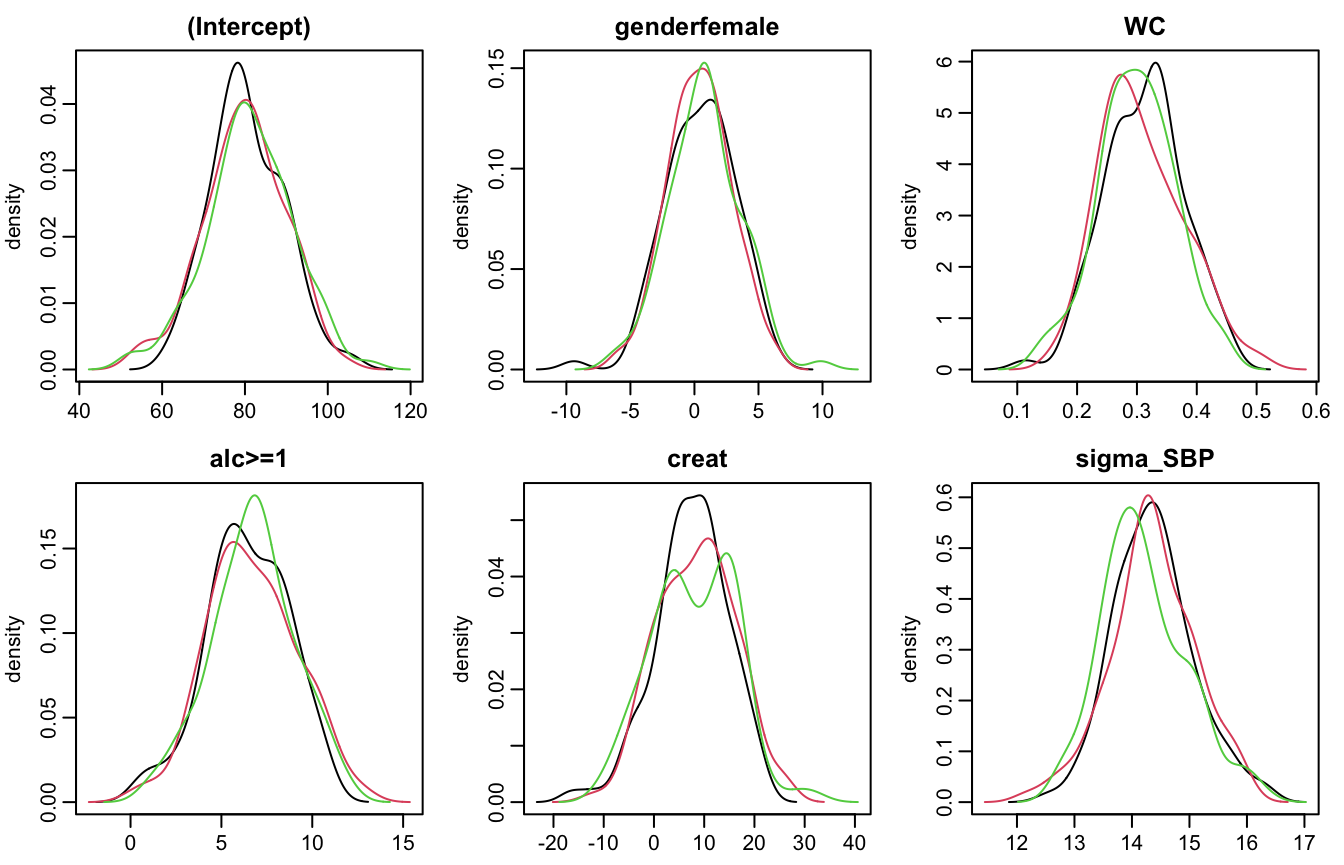 (Intercept)
density
0.00 0.01 0.02 0.03 0.04
40 60 80 100 120
genderfemale
density
0.00 0.05 0.10 0.15
-10 -5 0 5 10
WC
density
0 1 2 3 4 5 6
0.1 0.2 0.3 0.4 0.5 0.6
alc>=1
density
0.00 0.05 0.10 0.15
0 5 10 15
creat
density
0.00 0.02 0.04
-20 -10 0 10 20 30 40
sigma_SBP
density
0.0 0.1 0.2 0.3 0.4 0.5 0.6
12 13 14 15 16 17